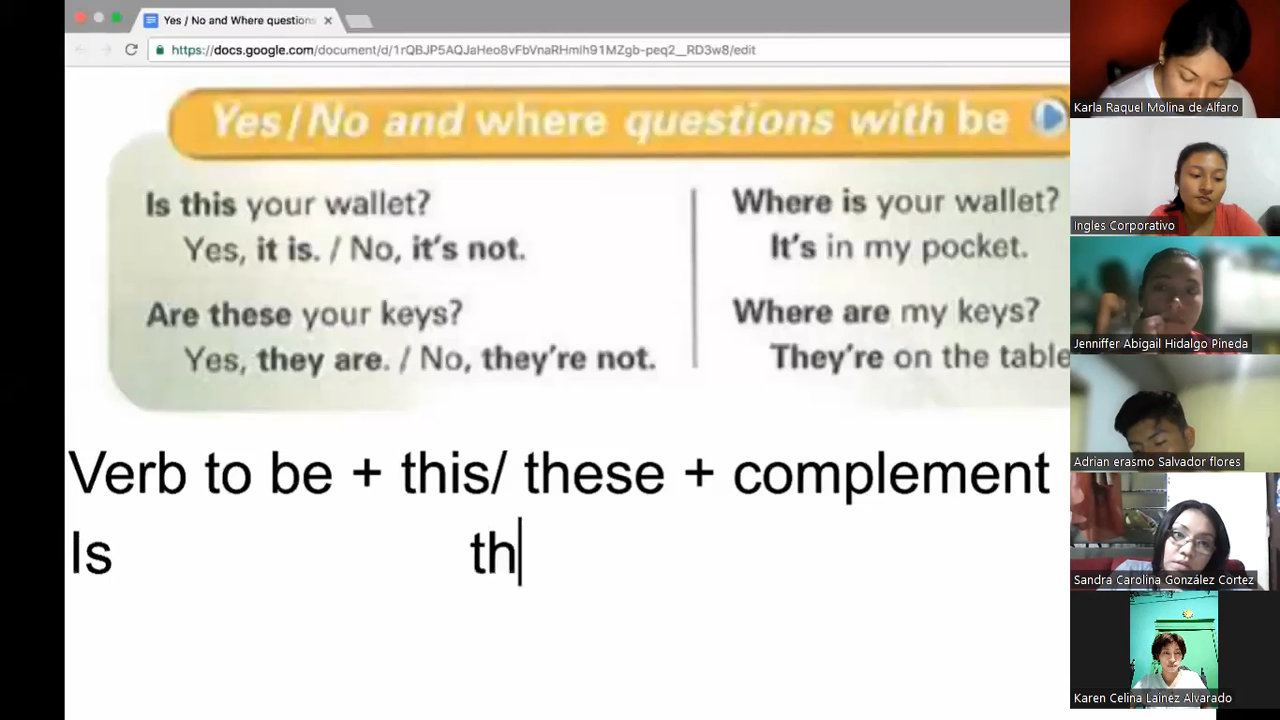 Yes / No and Where questions
https://docs.google.com/document/d/1rQBJP5AQJaHeo8vFbVnaRHmlh91MZgb-peq2__RD3w8/edit
Yes/No and where questions with be
Is this your wallet?
Yes, it is. / No, it's not.
Are these your keys?
Yes, they are. / No, they're not.
Where is your wallet?
It's in my pocket.
Where are my keys?
They're on the table
Verb to be + this/ these + complement
Is th
Karla Raquel Molina de Alfaro
Ingles Corporativo
Jenniffer Abigail Hidalgo Pineda
Adrian erasmo Salvador flores
Sandra Carolina González Cortez
Karen Celina Laínez Alvarado